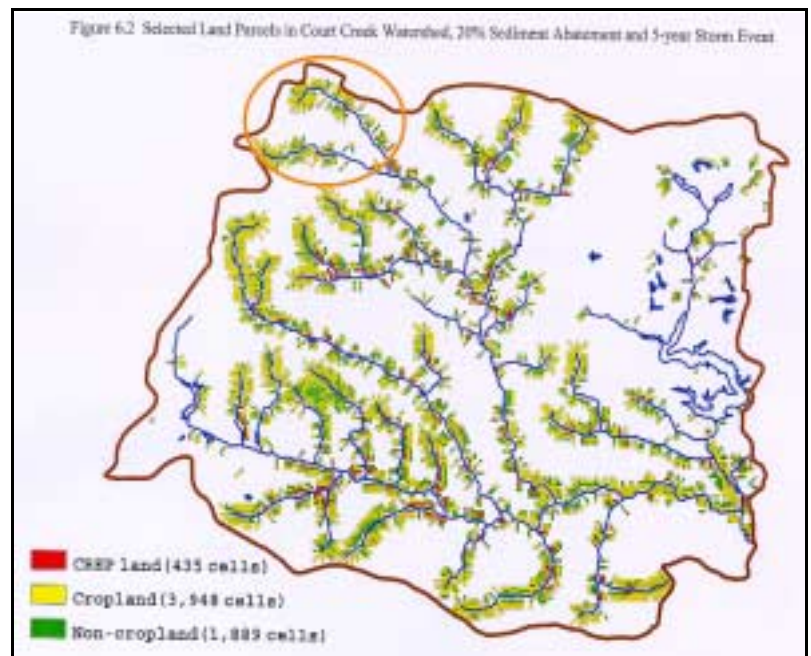 Figure 6.2 Selected Land Parcels in Court Creek Watershed, 20% Sediment Abatement and 5-year Storm Event
CREP land(435 cells)
Cropland(3,948 cells)
Non-cropland(1,889 cells)